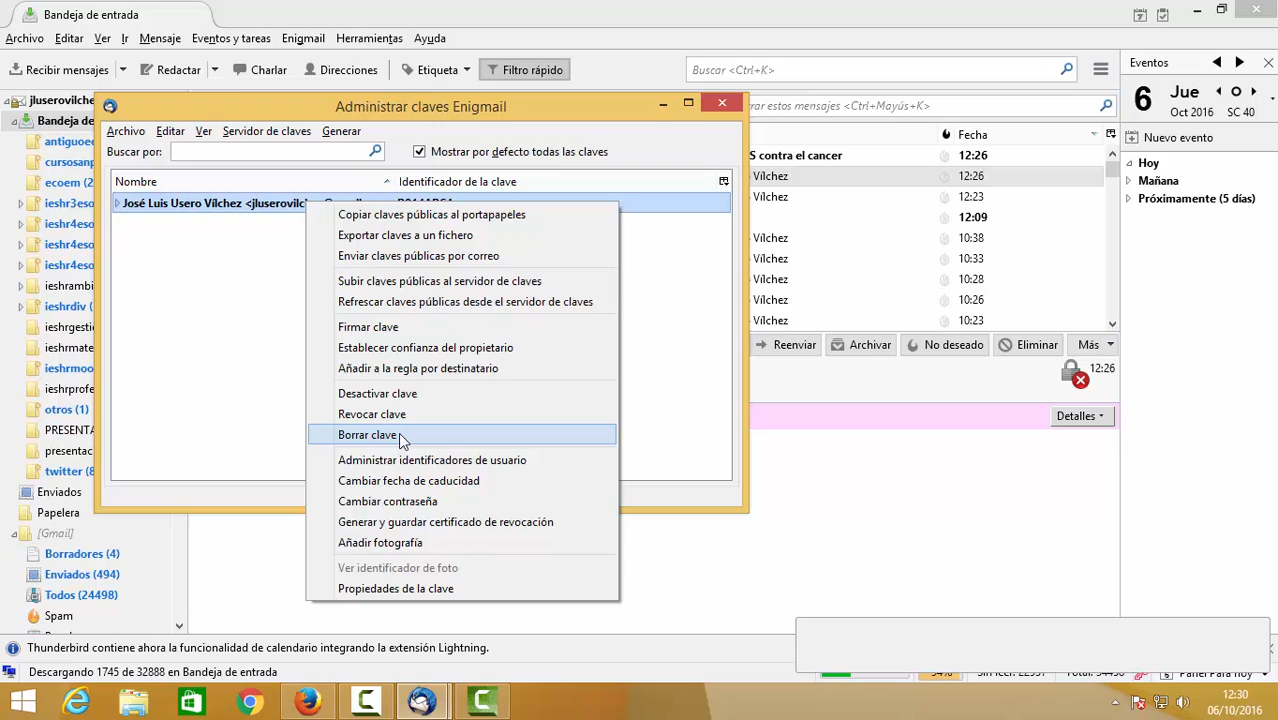 Bandeja de entrada
Archivo Editar Ver Ir Mensaje Eventos y tareas Enigmail Herramientas Ayuda
Recibir mensajes Redactar Charlar Direcciones Etiqueta Filtro rápido Buscar <Ctrl+K>
Eventos
6 Jue
Oct 2016 SC 40
Nuevo evento
Hoy
Mañana
Próximamente (5 días)
jluserovilche
Bandeja de
antiguoec
cursosan
ecoem (2
ieshr3eso
ieshr4eso
ieshr4eso
ieshr4eso
ieshrambi
ieshrdiv (
ieshrgesti
ieshrmate
ieshrmoo
ieshrprofe
otros (1)
PRESENTA
presentac
twitter (8
Enviados
Papelera
[Gmail]
Borradores (4)
Enviados (494)
Todos (24498)
Spam
Administrar claves Enigmail
Archivo Editar Ver Servidor de claves Generar
Buscar por: Mostrar por defecto todas las claves
Nombre Identificador de la clave
José Luis Usero Vílchez <jluserovilch
Copiar claves públicas al portapapeles
Exportar claves a un fichero
Enviar claves públicas por correo
Subir claves públicas al servidor de claves
Refrescar claves públicas desde el servidor de claves
Firmar clave
Establecer confianza del propietario
Añadir a la regla por destinatario
Desactivar clave
Revocar clave
Borrar clave
Administrar identificadores de usuario
Cambiar fecha de caducidad
Cambiar contraseña
Generar y guardar certificado de revocación
Añadir fotografía
Ver identificador de foto
Propiedades de la clave
trar estos mensajes <Ctrl+Mayús+K>
Fecha
S contra el cancer 12:26
Vílchez 12:26
Vílchez 12:23
12:09
Vílchez 10:38
Vílchez 10:33
Vílchez 10:28
Vílchez 10:26
Vílchez 10:23
Reenviar Archivar No deseado Eliminar Más
12:26
Detalles
Thunderbird contiene ahora la funcionalidad de calendario integrando la extensión Lightning.
Descargando 1745 de 32888 en Bandeja de entrada
12:30
06/10/2016